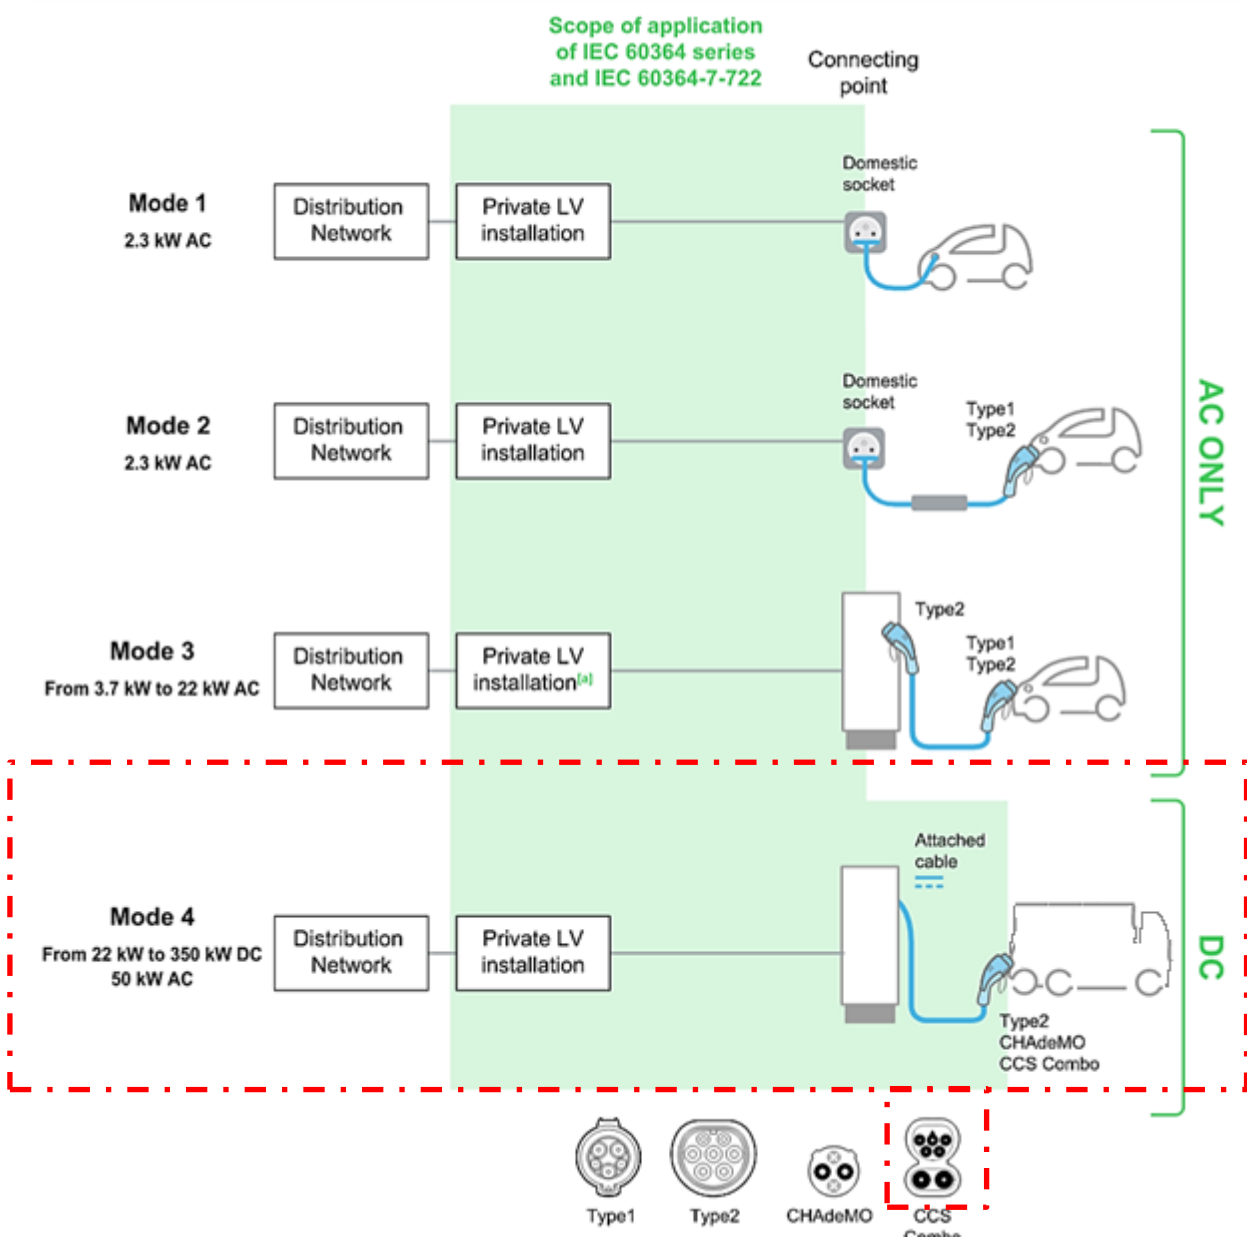 Scope of application
of IEC 60364 series
and IEC 60364-7-722
Connecting
point
Mode 1
2.3 kW AC
Distribution
Network
Private LV
installation
Domestic
socket
Mode 2
2.3 kW AC
Distribution
Network
Private LV
installation
Domestic
socket
Type1
Type2
AC ONLY
Mode 3
From 3.7 kW to 22 kW AC
Distribution
Network
Private LV
installation[a]
Type2
Type1
Type2
Mode 4
From 22 kW to 350 kW DC
50 kW AC
Distribution
Network
Private LV
installation
Attached
cable
Type2
CHAdeMO
CCS Combo
DC
Type1
Type2
CHAdeMO
CCS
Combo